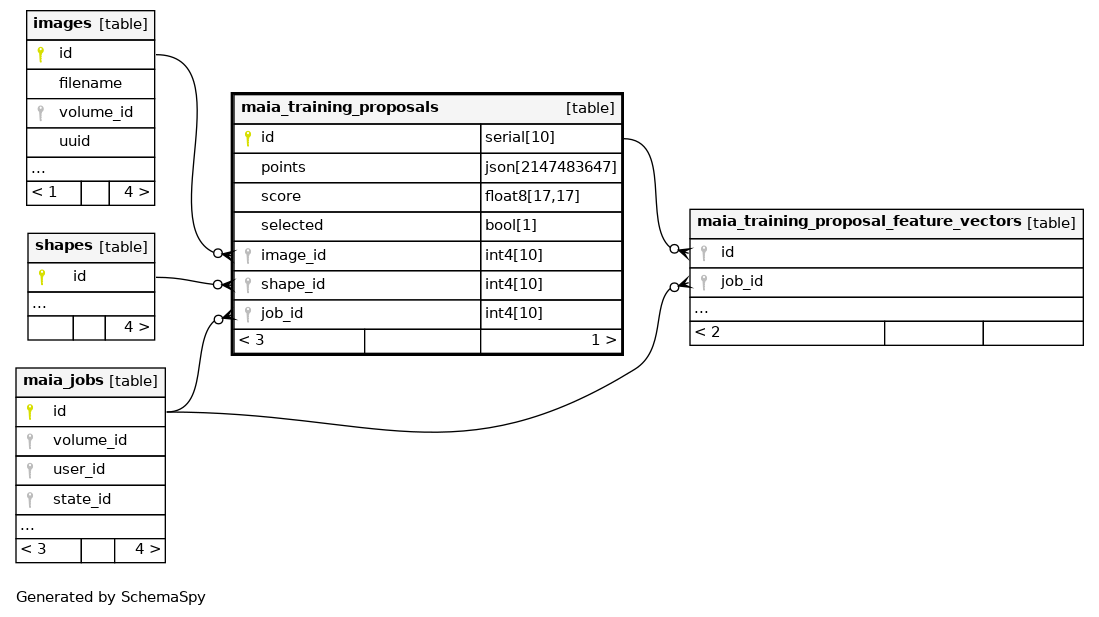 images [table]
id
filename
volume_id
uuid
...
< 1 4 >
shapes [table]
id
...
4 >
maia_jobs [table]
id
volume_id
user_id
state_id
...
< 3 4 >
maia_training_proposals [table]
id serial[10]
points json[2147483647]
score float8[17,17]
selected bool[1]
image_id int4[10]
shape_id int4[10]
job_id int4[10]
< 3 1 >
maia_training_proposal_feature_vectors [table]
id
job_id
...
< 2
Generated by SchemaSpy